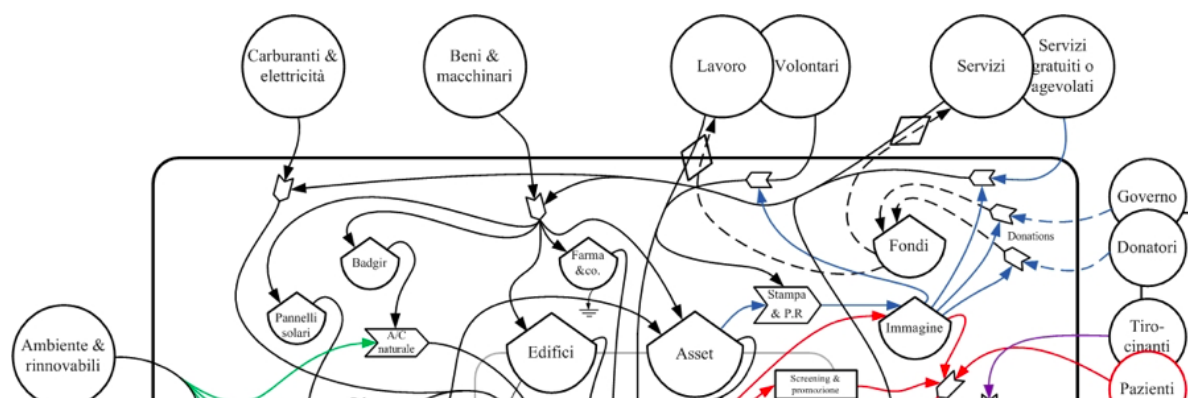 Carburanti &
elettricità
Beni &
macchinari
Lavoro
Volontari
Servizi
Servizi
gratuiti o
agevolati
Governo
Donatori
Donations
Fondi
Badgir
Farma
&co.
Pannelli
solari
A/C
naturale
Stampa
& P.R
Immagine
Edifici
Asset
Ambiente &
rinnovabili
Tiro-
cinanti
Screening &
promozione
Pazienti